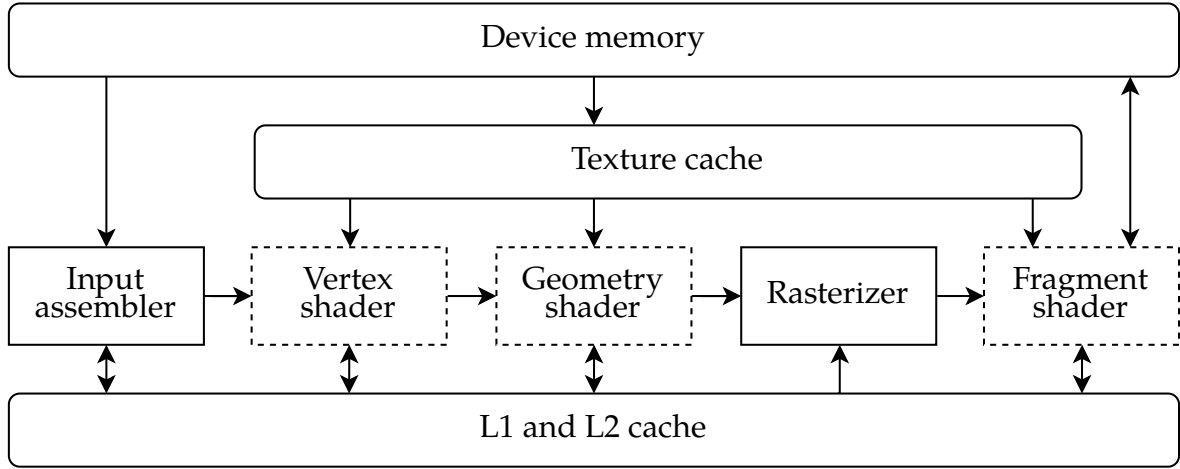 Device memory
Texture cache
Input
assembler
Vertex
shader
Geometry
shader
Rasterizer
Fragment
shader
L1 and L2 cache